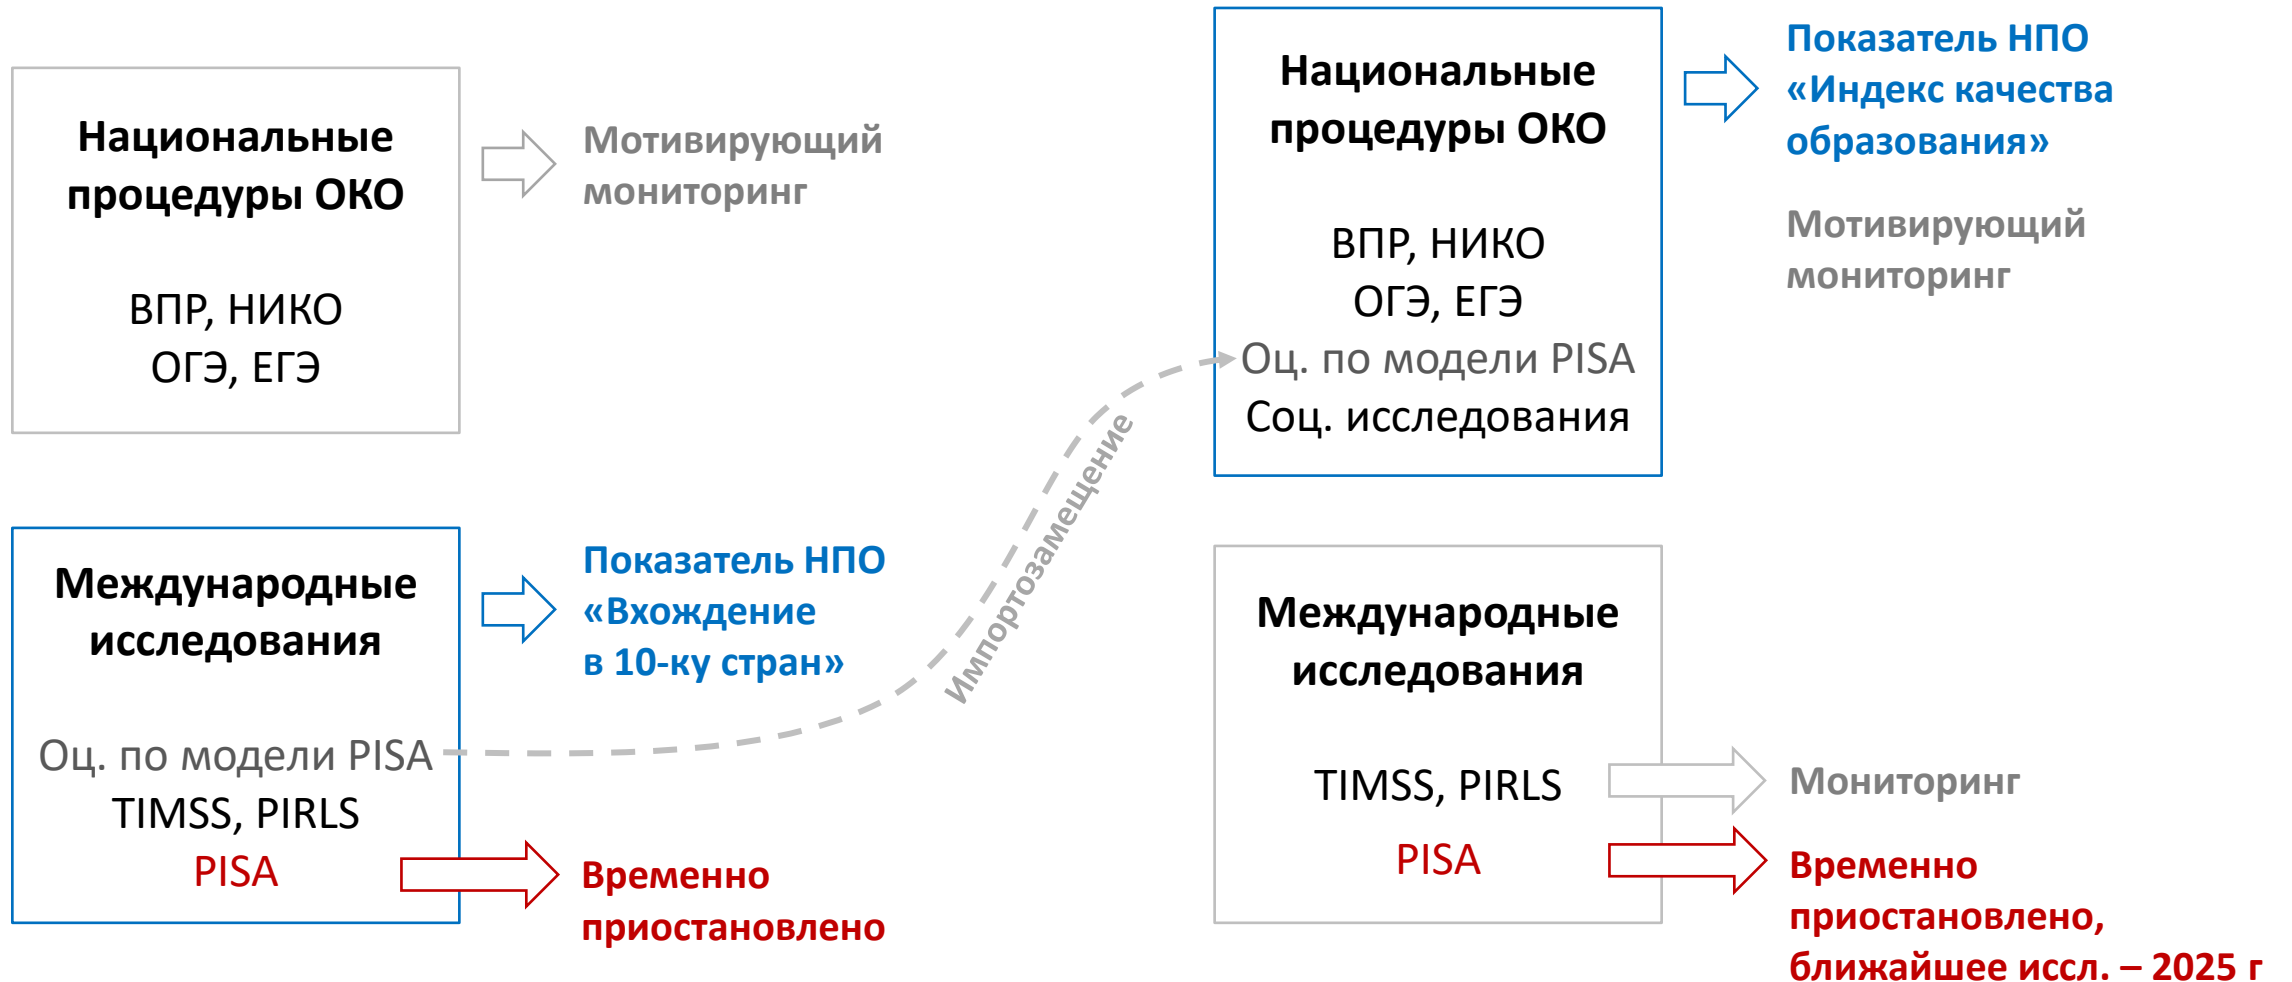 Национальные
процедуры ОКО
ВПР, НИКО
ОГЭ, ЕГЭ
Мотивирующий
мониторинг
Международные
исследования
Оц. по модели PISA
TIMSS, PIRLS
PISA
Показатель НПО
«Вхождение
в 10-ку стран»
Временно
приостановлено
Импортозамещение
Национальные
процедуры ОКО
ВПР, НИКО
ОГЭ, ЕГЭ
Оц. по модели PISA
Соц. исследования
Показатель НПО
«Индекс качества
образования»
Мотивирующий
мониторинг
Международные
исследования
TIMSS, PIRLS
PISA
Мониторинг
Временно
приостановлено,
ближайшее иссл. – 2025 г